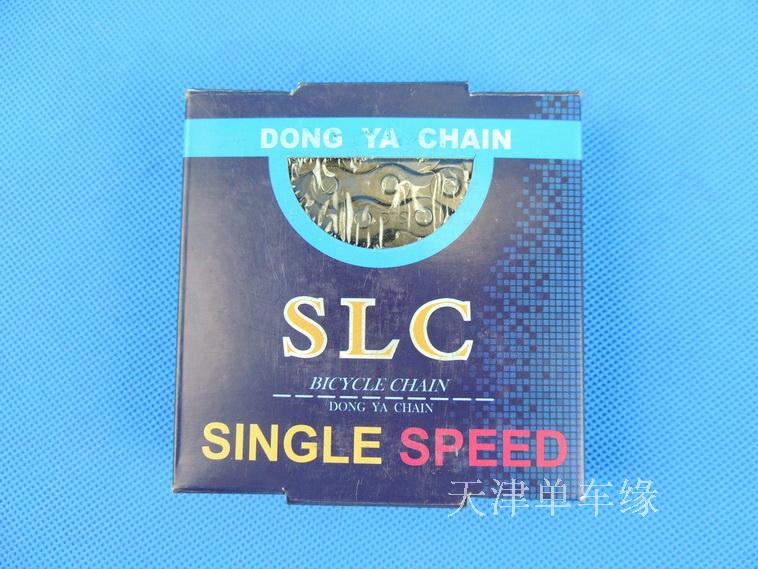 DONG YA CHAIN
SLC
BICYCLE CHAIN
DONG YA CHAIN
SINGLE SPEED
天津单车缘